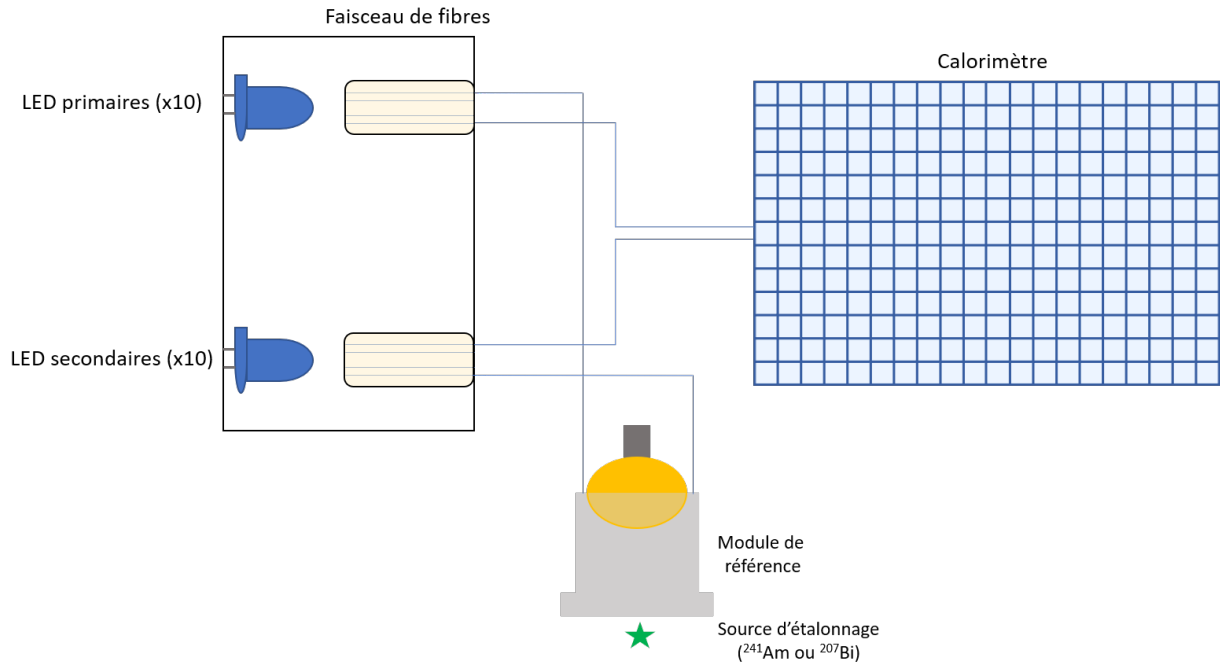 Faisceau de fibres
LED primaires (x10)
Calorimètre
LED secondaires (x10)
Module de
référence
Source d'étalonnage
(²⁴¹Am ou ²⁰⁷Bi)